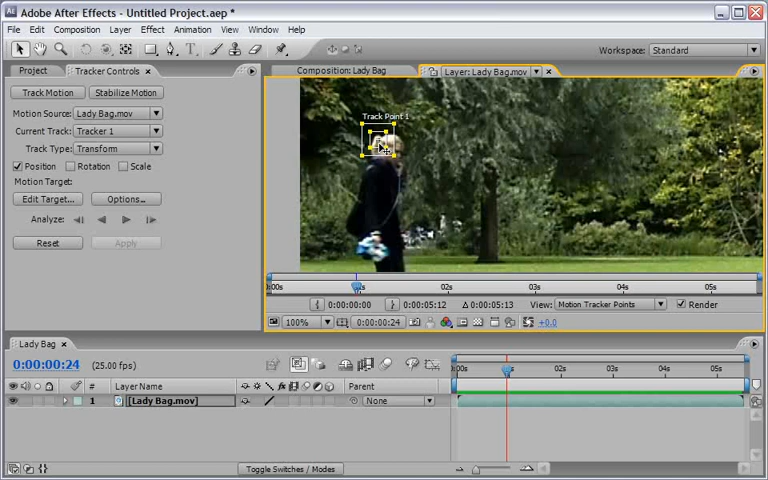 Adobe After Effects - Untitled Project.aep *
File Edit Composition Layer Effect Animation View Window Help
Workspace: Standard
Project Tracker Controls × Composition: Lady Bag Layer: Lady Bag.mov ×
Track Motion Stabilize Motion
Motion Source: Lady Bag.mov
Current Track: Tracker 1
Track Type: Transform
Position Rotation Scale
Motion Target:
Edit Target... Options...
Analyze:
Reset Apply
Track Point 1
:00s 02s 03s 04s 05s
0:00:00:00 0:00:05:12 Δ0:00:05:13 View: Motion Tracker Points Render
100% 0:00:00:24 +0.0
Lady Bag ×
0:00:00:24 (25.00 fps)
:00s 02s 03s 04s 05s
# Layer Name Parent
1 [Lady Bag.mov] None
Toggle Switches / Modes